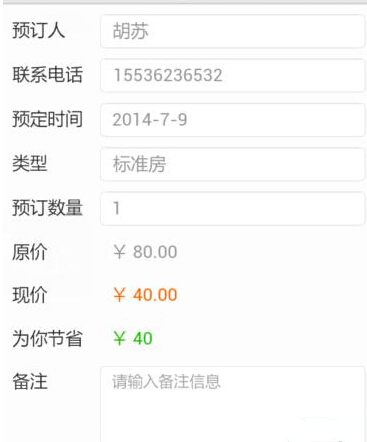 预订人 胡苏
联系电话 15536236532
预定时间 2014-7-9
类型 标准房
预订数量 1
原价 ￥ 80.00
现价 ￥ 40.00
为你节省 ￥ 40
备注 请输入备注信息